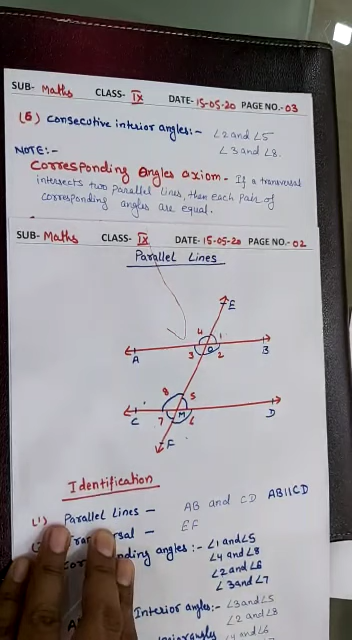 SUB- Maths CLASS- IX DATE- 15-05-20 PAGE NO.- 03
(6) Consecutive interior angles:- ∠2 and ∠5
∠3 and ∠8.
NOTE:-
Corresponding Angles axiom - If a transversal
intersects two parallel lines, then each pair of
corresponding angles are equal.
SUB- Maths CLASS- IX DATE- 15-05-20 PAGE NO.- 02
Parallel Lines
E
4 1
A 3 2 B
8 5
C 7 M 6 D
F
Identification
(1) Parallel Lines - AB and CD AB||CD
- EF
angles:- ∠1 and ∠5
∠4 and ∠8
∠2 and ∠6
∠3 and ∠7
Interior angles:- ∠3 and ∠5
∠2 and ∠8
∠4 and ∠6